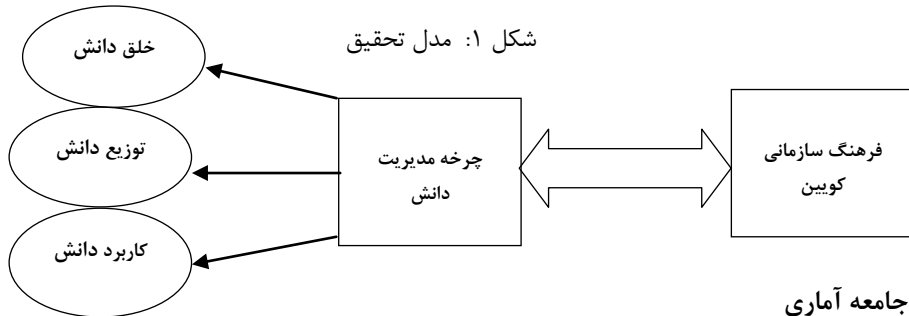 شکل ۱: مدل تحقیق
فرهنگ سازمانی
کویین
چرخه مدیریت
دانش
خلق دانش
توزیع دانش
کاربرد دانش
جامعه آماری